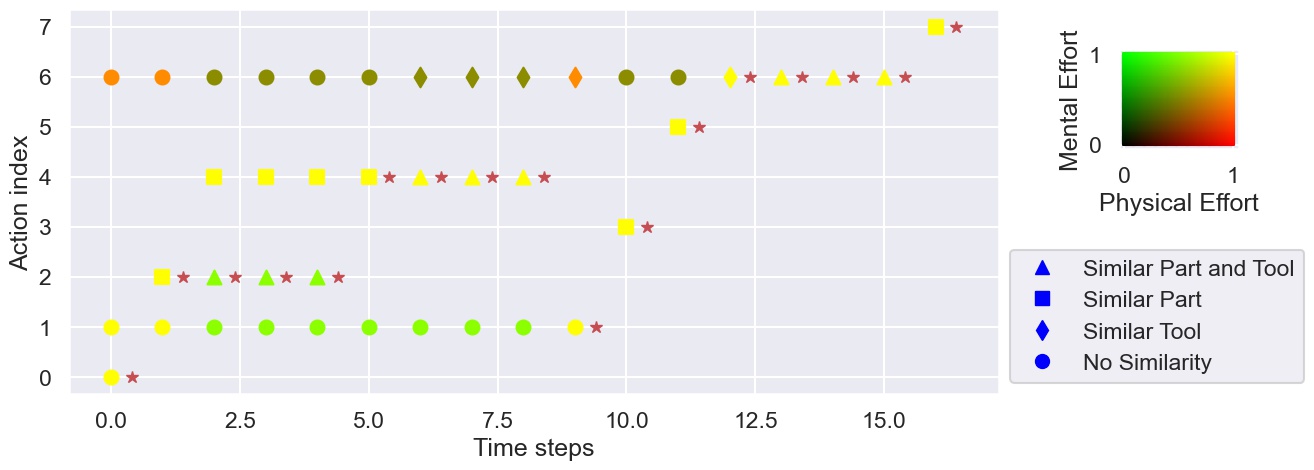 7
6
5
4
3
2
1
0
Action index
0.0 2.5 5.0 7.5 10.0 12.5 15.0
Time steps
Mental Effort
1
0
0 1
Physical Effort
Similar Part and Tool
Similar Part
Similar Tool
No Similarity